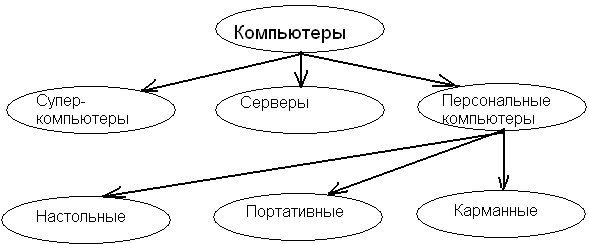 Компьютеры
Супер-
компьютеры
Серверы
Персональные
компьютеры
Настольные
Портативные
Карманные